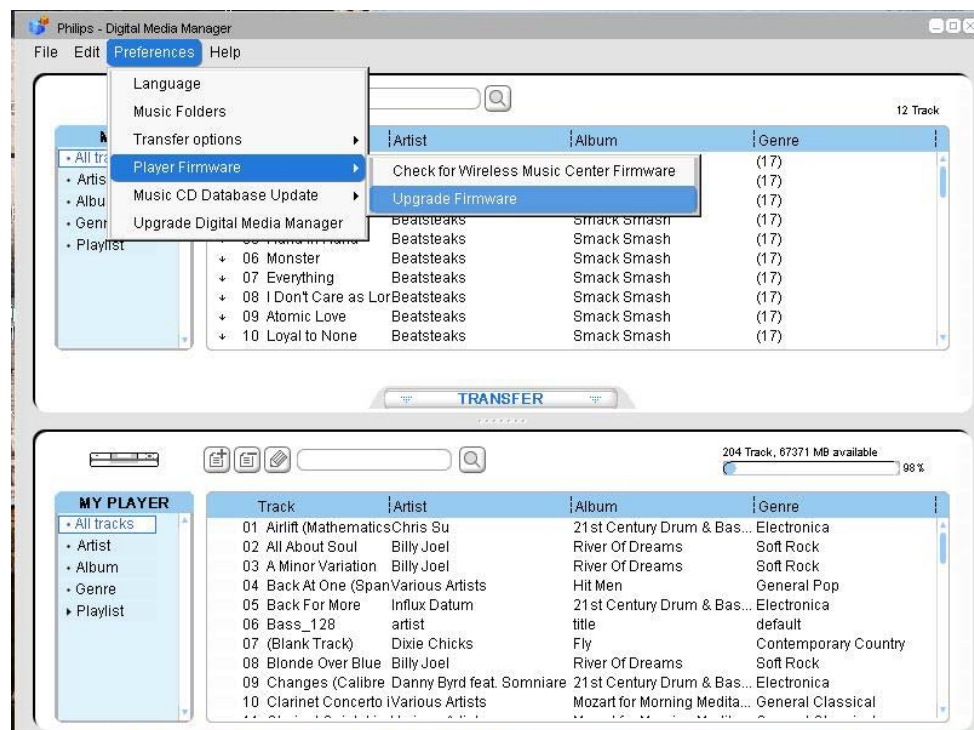 Philips - Digital Media Manager
File Edit Preferences Help
Language
Music Folders
12 Track
Transfer options
Artist Album Genre
Player Firmware
Check for Wireless Music Center Firmware
Music CD Database Update
Upgrade Firmware
Upgrade Digital Media Manager
• All tra (17)
• Artis (17)
• Albu (17)
• Genr Beatsteaks Smack Smash (17)
• Playlist Beatsteaks Smack Smash (17)
06 Monster Beatsteaks Smack Smash (17)
07 Everything Beatsteaks Smack Smash (17)
08 I Don't Care as Lor Beatsteaks Smack Smash (17)
09 Atomic Love Beatsteaks Smack Smash (17)
10 Loyal to None Beatsteaks Smack Smash (17)
TRANSFER
204 Track, 67371 MB available
98%
MY PLAYER
Track Artist Album Genre
• All tracks
• Artist
• Album
• Genre
Playlist
01 Airlift (Mathematics Chris Su 21st Century Drum & Bas... Electronica
02 All About Soul Billy Joel River Of Dreams Soft Rock
03 A Minor Variation Billy Joel River Of Dreams Soft Rock
04 Back At One (Span Various Artists Hit Men General Pop
05 Back For More Influx Datum 21st Century Drum & Bas... Electronica
06 Bass_128 artist title default
07 (Blank Track) Dixie Chicks Fly Contemporary Country
08 Blonde Over Blue Billy Joel River Of Dreams Soft Rock
09 Changes (Calibre Danny Byrd feat. Somniare 21st Century Drum & Bas... Electronica
10 Clarinet Concerto i Various Artists Mozart for Morning Medita... General Classical